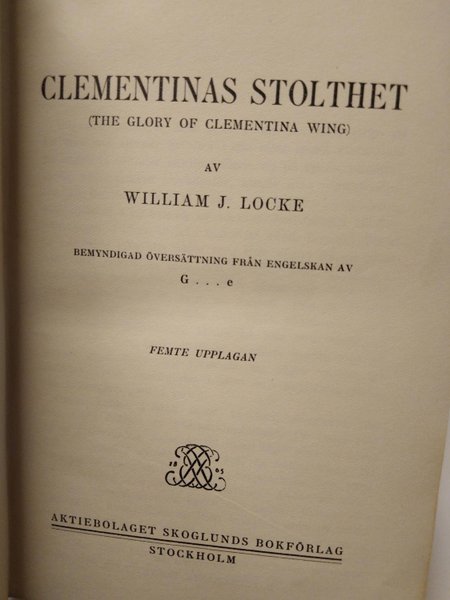 CLEMENTINAS STOLTHET
(THE GLORY OF CLEMENTINA WING)
AV
WILLIAM J. LOCKE
BEMYNDIGAD ÖVERSÄTTNING FRÅN ENGELSKAN AV
G...e
FEMTE UPPLAGAN
AKTIEBOLAGET SKOGLUNDS BOKFÖRLAG
STOCKHOLM